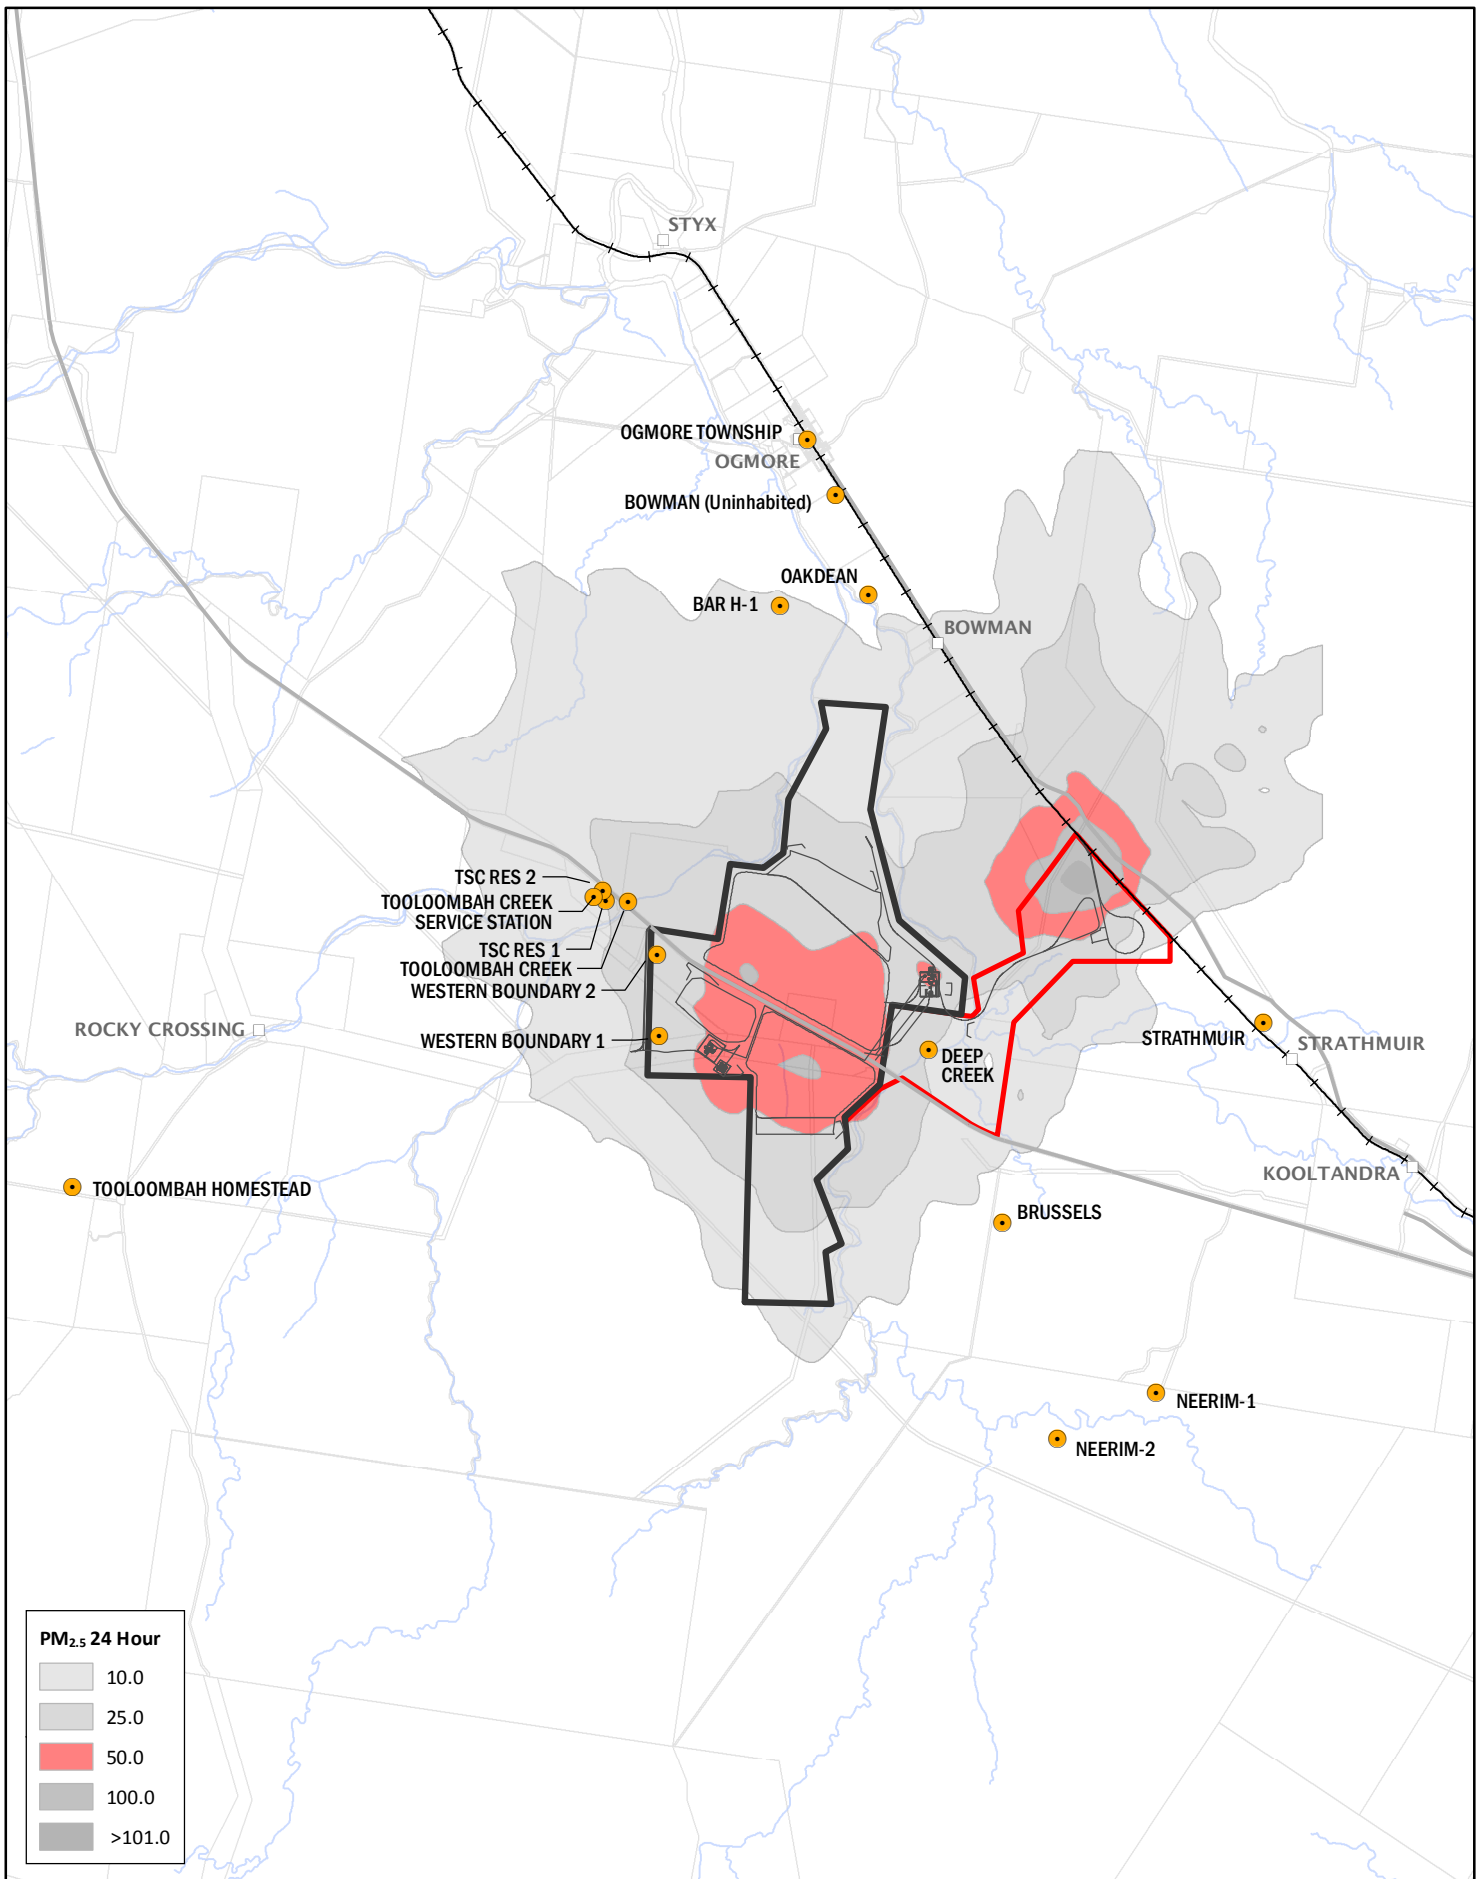 STYX
OGMORE TOWNSHIP
OGMORE
BOWMAN (Uninhabited)
OAKDEAN
BAR H-1
BOWMAN
TSC RES 2
TOOLOOMBAH CREEK
SERVICE STATION
TSC RES 1
TOOLOOMBAH CREEK
WESTERN BOUNDARY 2
ROCKY CROSSING
WESTERN BOUNDARY 1
STRATHMUIR
STRATHMUIR
DEEP
CREEK
KOOLTANDRA
TOOLOOMBAH HOMESTEAD
BRUSSELS
NEERIM-1
NEERIM-2
PM2.5 24 Hour
10.0
25.0
50.0
100.0
>101.0